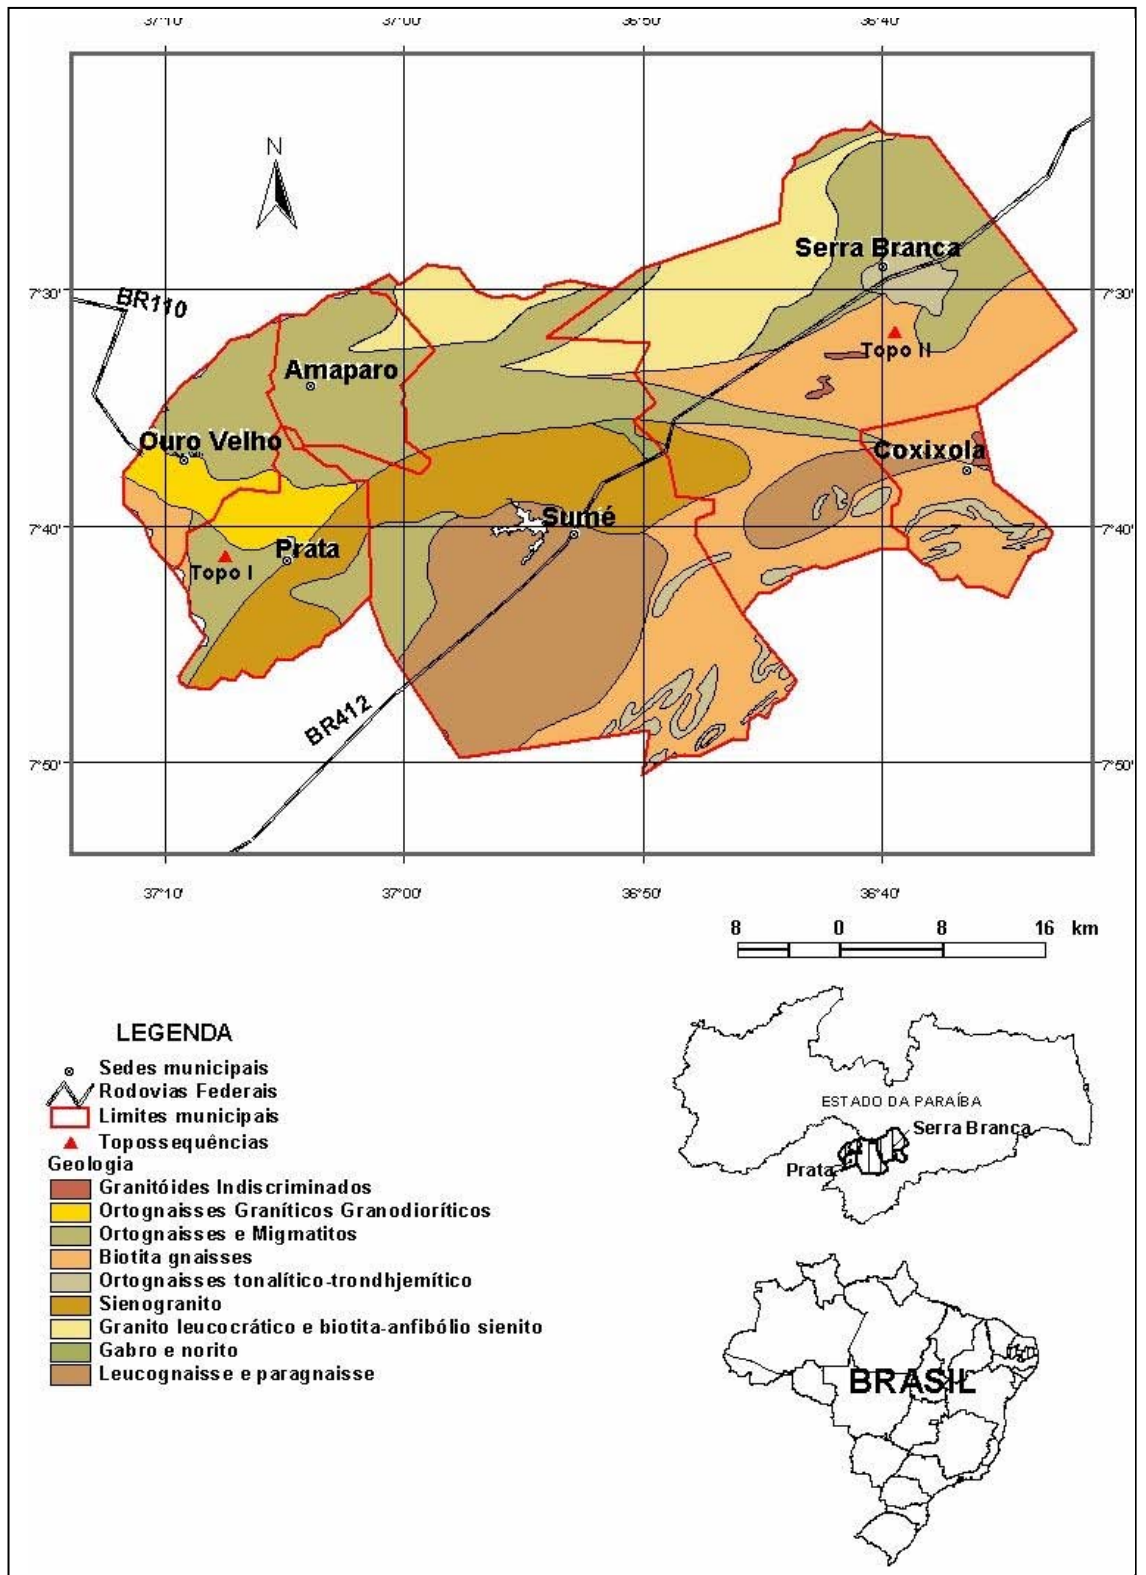 37°10' 37°00' 36°50' 36°40'
N
Serra Branca
7°30' 7°30'
BR110
Topo II
Amaparo
Ouro Velho
Coxixola
Sumé
7°40' 7°40'
Prata
Topo I
BR412
7°50' 7°50'
37°10' 37°00' 36°50' 36°40'
8 0 8 16 km
LEGENDA
Sedes municipais
Rodovias Federais
Limites municipais
Topossequências
Geologia
Granitóides Indiscriminados
Ortognaisses Graníticos Granodioríticos
Ortognaisses e Migmatitos
Biotita gnaisses
Ortognaisses tonalítico-trondhjemítico
Sienogranito
Granito leucocrático e biotita-anfibólio sienito
Gabro e norito
Leucognaisse e paragnaisse
ESTADO DA PARAÍBA
Serra Branca
Prata
BRASIL